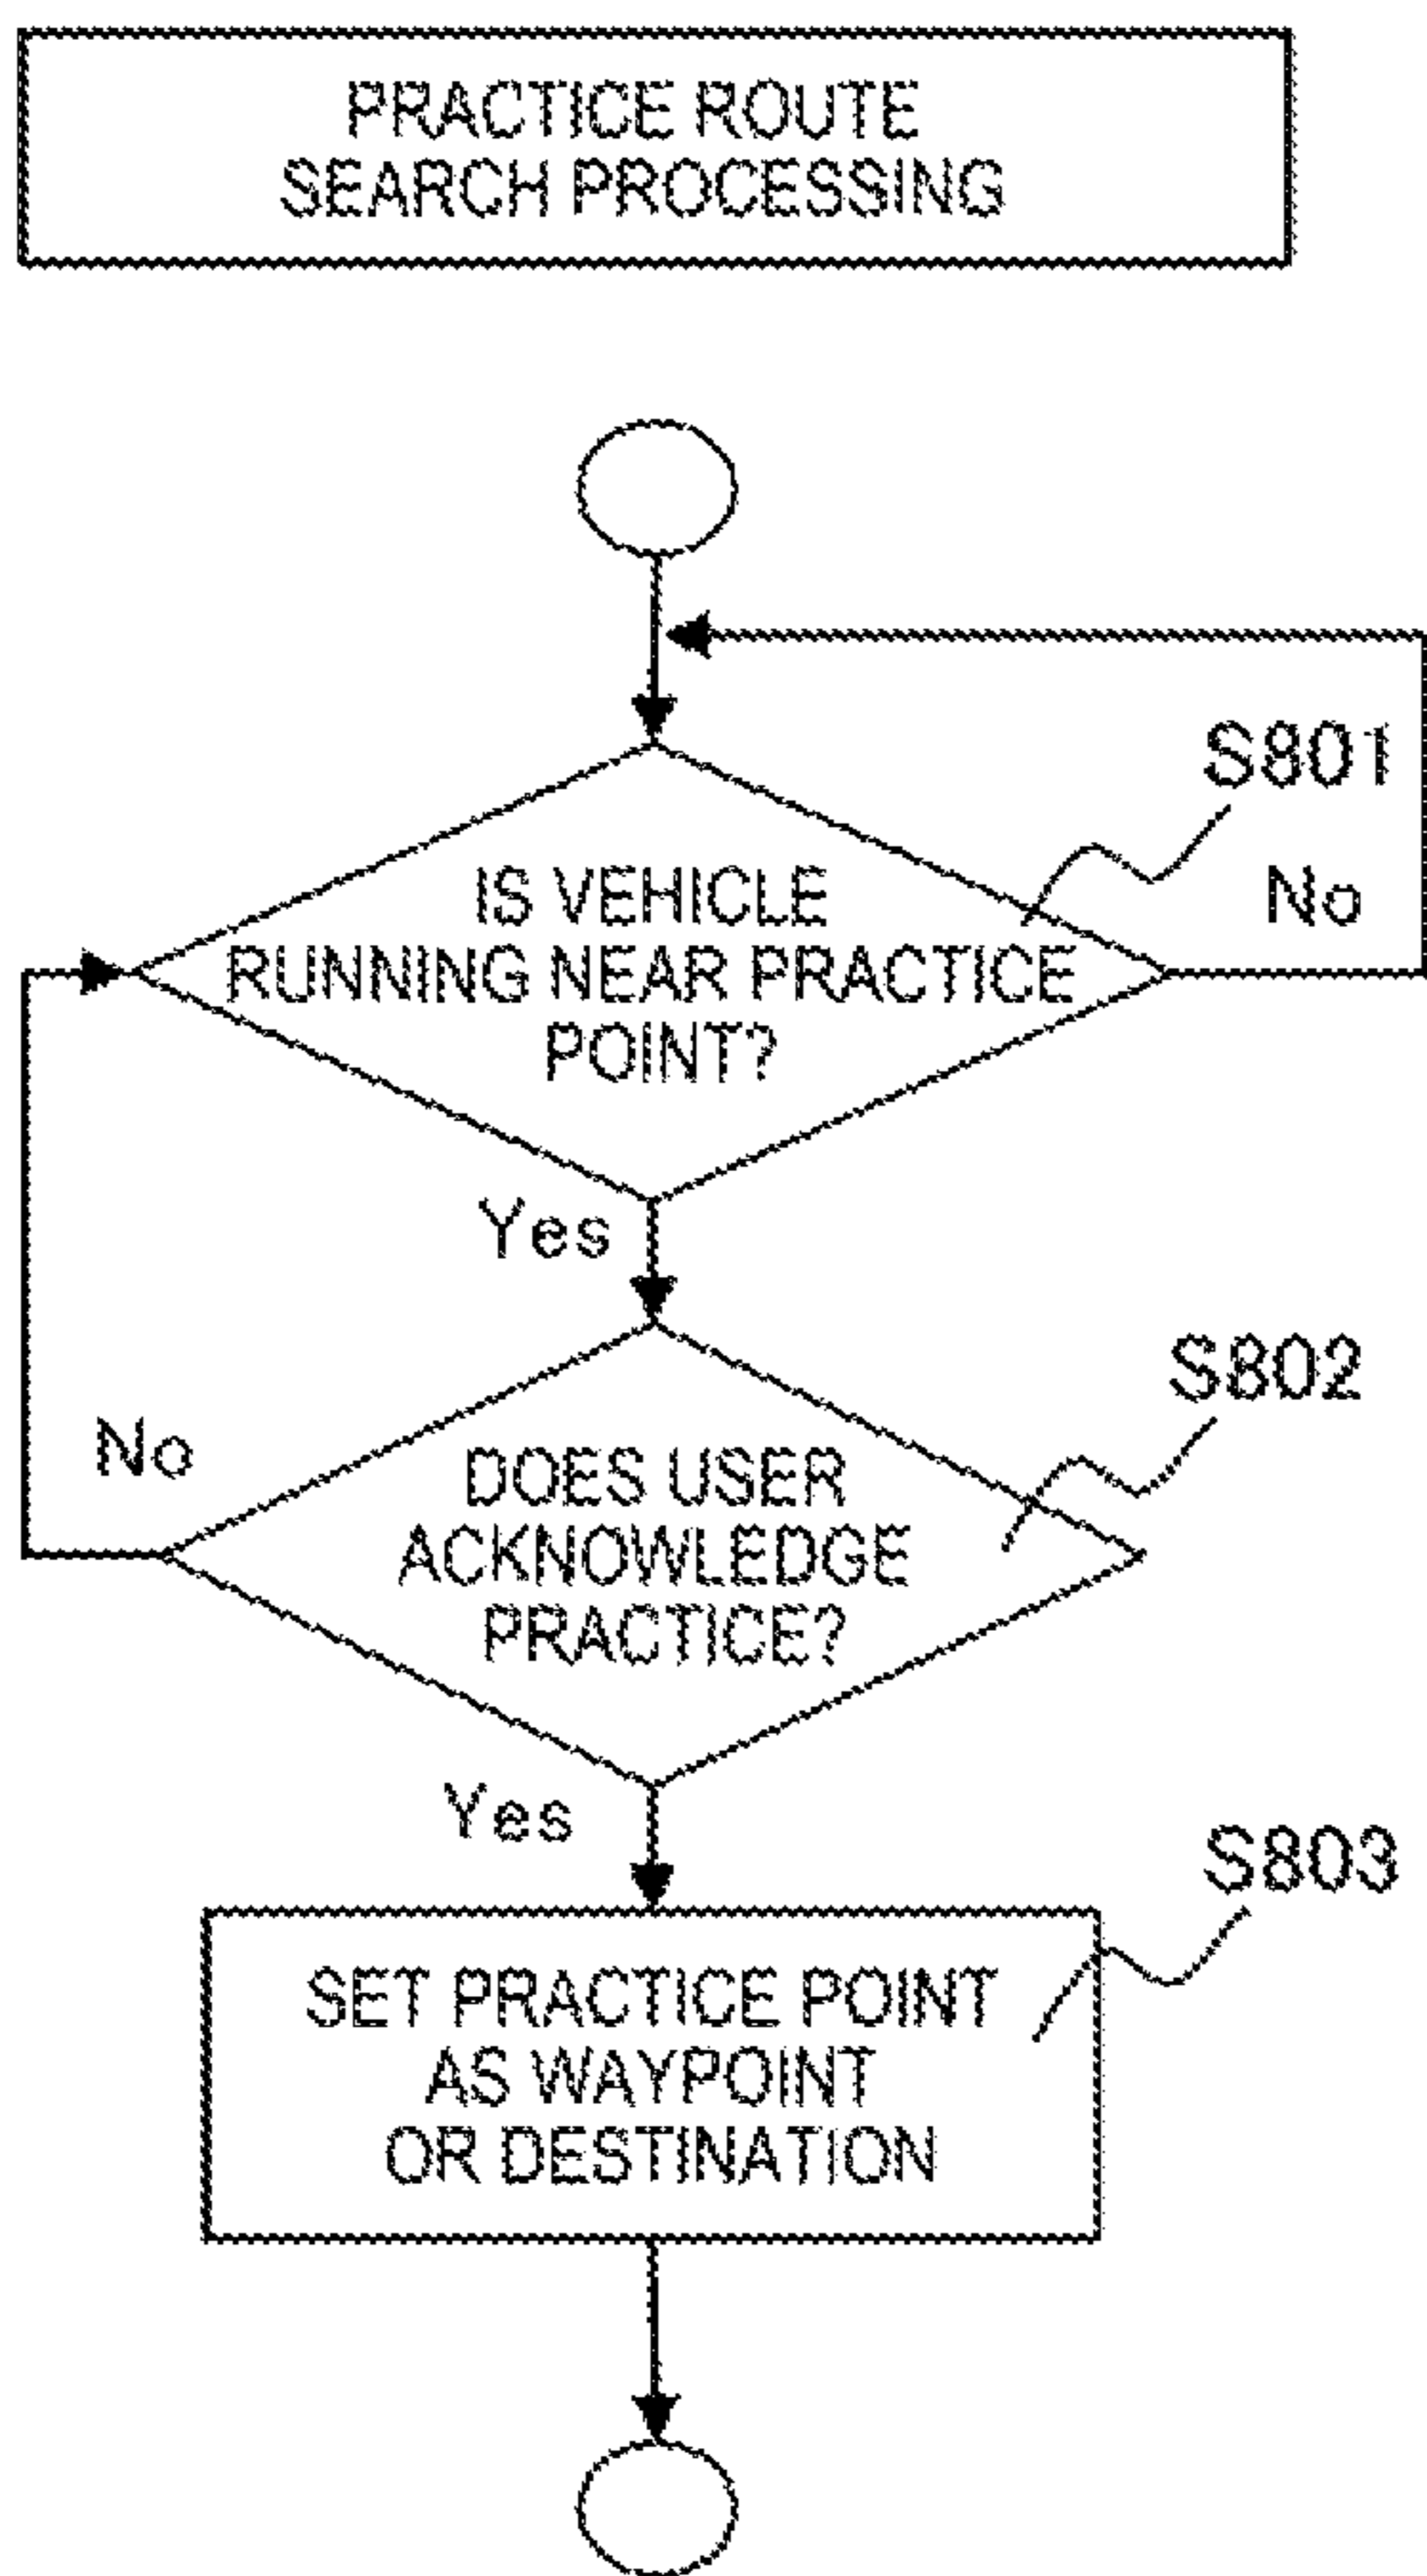 PRACTICE ROUTE
SEARCH PROCESSING
S801
IS VEHICLE
RUNNING NEAR PRACTICE
POINT?
No
Yes
S802
No
DOES USER
ACKNOWLEDGE
PRACTICE?
Yes
S803
SET PRACTICE POINT
AS WAYPOINT
OR DESTINATION